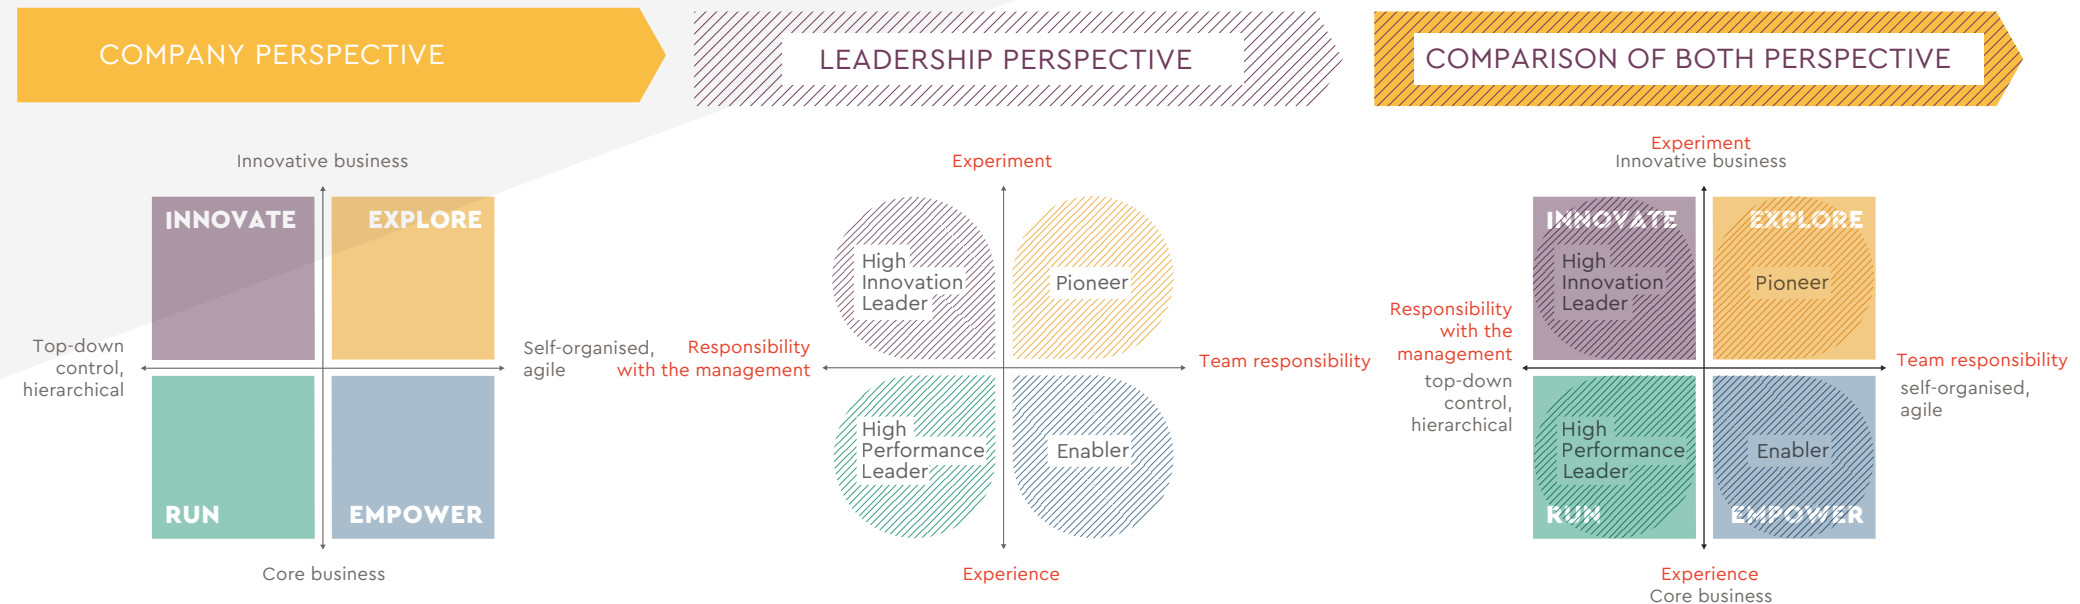 COMPANY PERSPECTIVE
LEADERSHIP PERSPECTIVE
COMPARISON OF BOTH PERSPECTIVE
Innovative business
INNOVATE
EXPLORE
Top-down
control,
hierarchical
Self-organised,
agile
RUN
EMPOWER
Core business
Experiment
High
Innovation
Leader
Pioneer
Responsibility
with the management
Team responsibility
High
Performance
Leader
Enabler
Experience
Experiment
Innovative business
INNOVATE
EXPLORE
High
Innovation
Leader
Pioneer
Responsibility
with the
management
top-down
control,
hierarchical
Team responsibility
self-organised,
agile
High
Performance
Leader
Enabler
RUN
EMPOWER
Experience
Core business